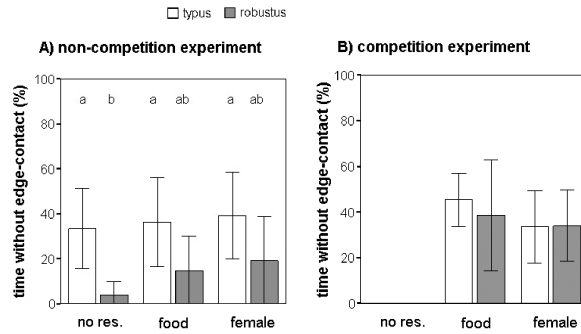 typus robustus
A) non-competition experiment
B) competition experiment
time without edge-contact (%)
100
80
60
40
20
0
a b a ab a ab
no res. food female
time without edge-contact (%)
100
80
60
40
20
0
no res. food female